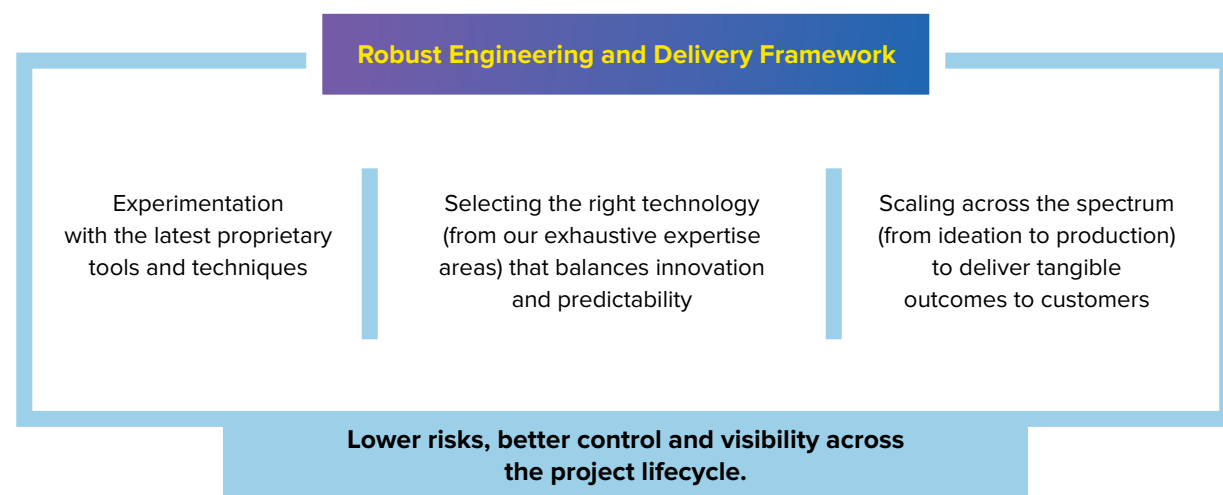 Robust Engineering and Delivery Framework
Experimentation
with the latest proprietary
tools and techniques
Selecting the right technology
(from our exhaustive expertise
areas) that balances innovation
and predictability
Scaling across the spectrum
(from ideation to production)
to deliver tangible
outcomes to customers
Lower risks, better control and visibility across
the project lifecycle.